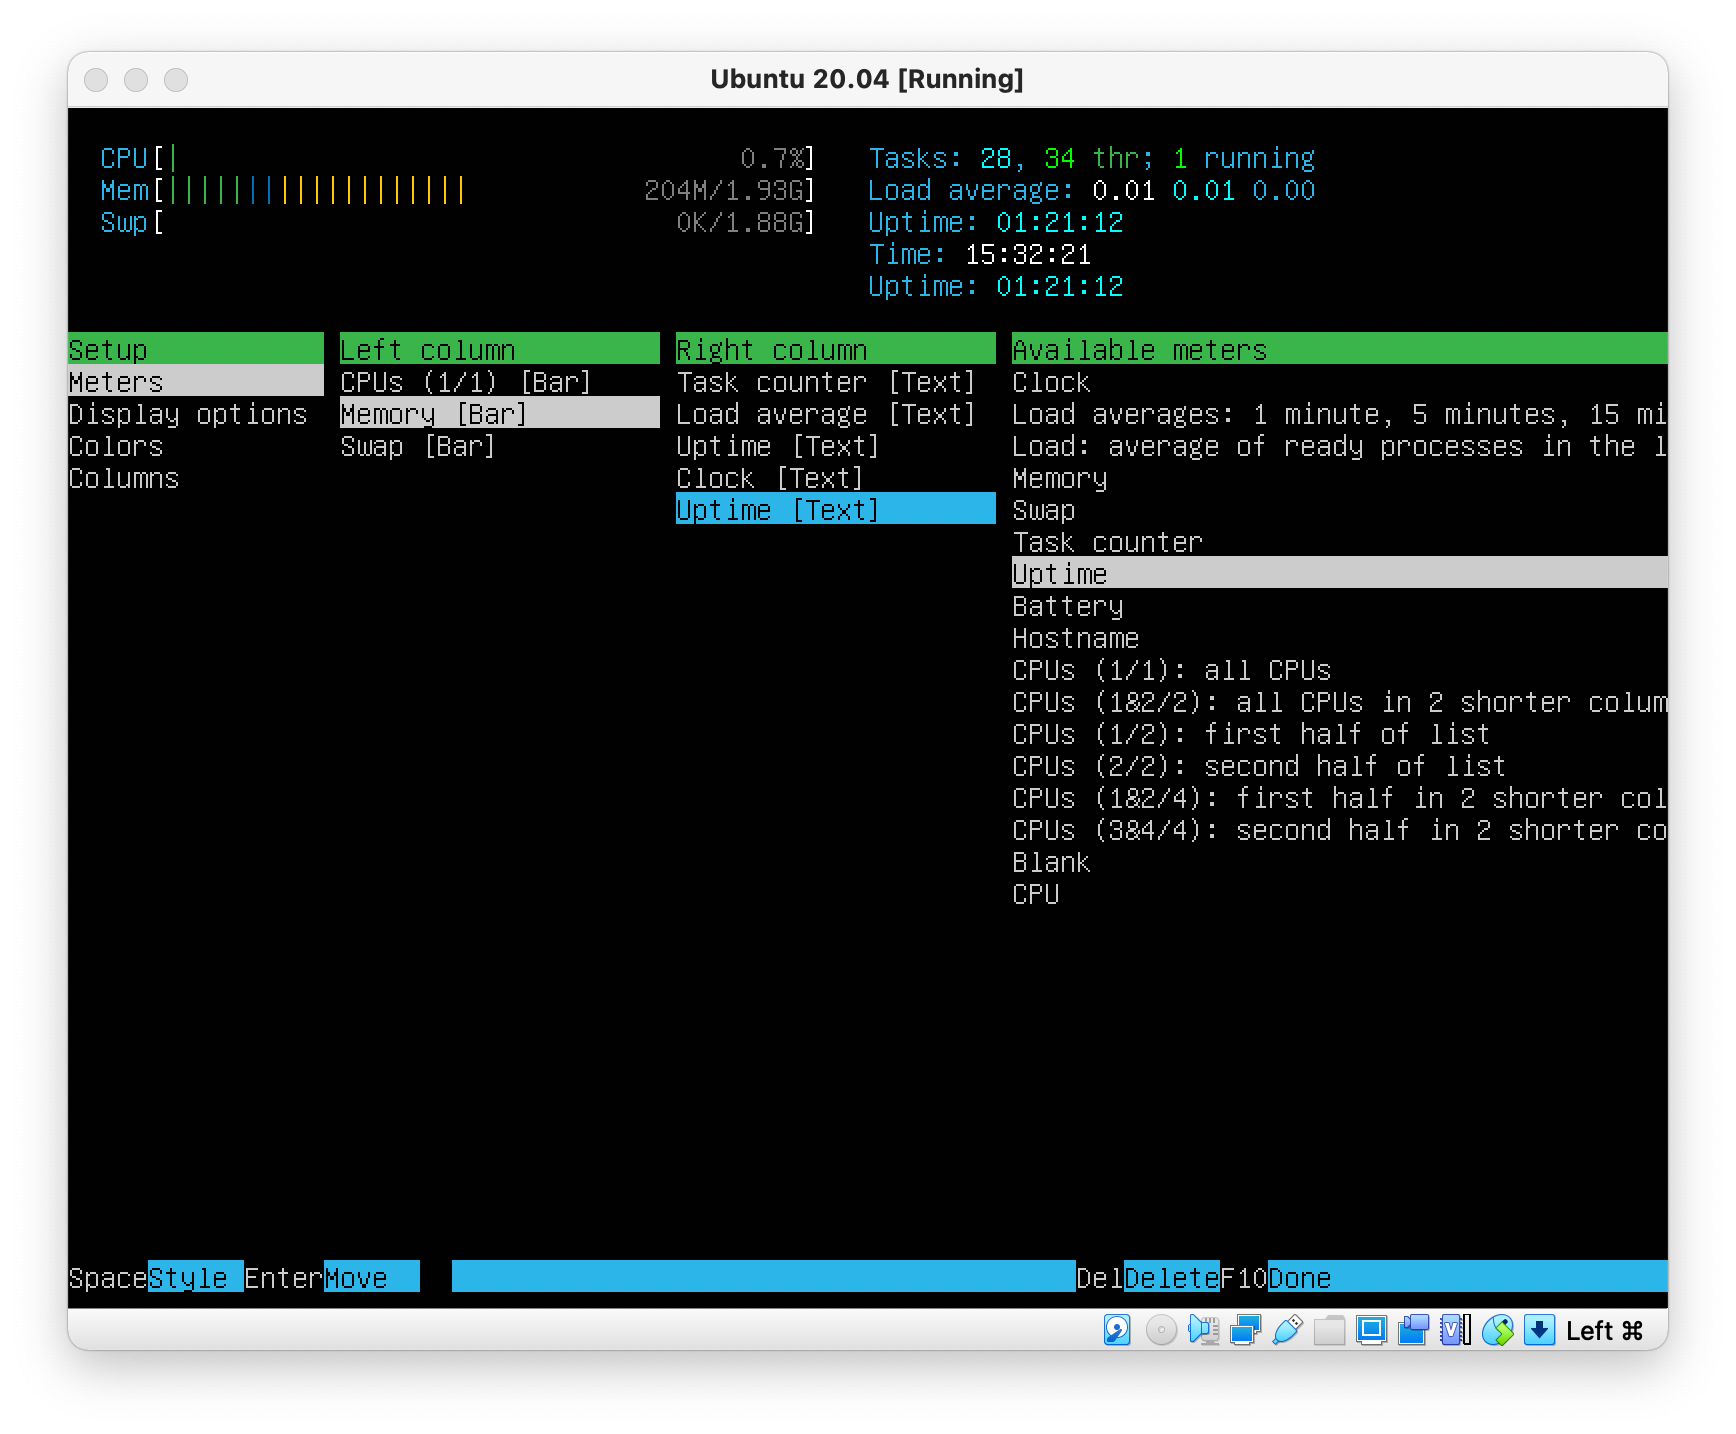 Ubuntu 20.04 [Running]
CPU[| 0.7%]
Mem[||||||||||||||||||| 204M/1.93G]
Swp[ 0K/1.88G]
Tasks: 28, 34 thr; 1 running
Load average: 0.01 0.01 0.00
Uptime: 01:21:12
Time: 15:32:21
Uptime: 01:21:12
Setup
Meters
Display options
Colors
Columns
Left column
CPUs (1/1) [Bar]
Memory [Bar]
Swap [Bar]
Right column
Task counter [Text]
Load average [Text]
Uptime [Text]
Clock [Text]
Uptime [Text]
Available meters
Clock
Load averages: 1 minute, 5 minutes, 15 mi
Load: average of ready processes in the l
Memory
Swap
Task counter
Uptime
Battery
Hostname
CPUs (1/1): all CPUs
CPUs (1&2/2): all CPUs in 2 shorter colum
CPUs (1/2): first half of list
CPUs (2/2): second half of list
CPUs (1&2/4): first half in 2 shorter col
CPUs (3&4/4): second half in 2 shorter co
Blank
CPU
SpaceStyle EnterMove DelDeleteF10Done
Left ⌘